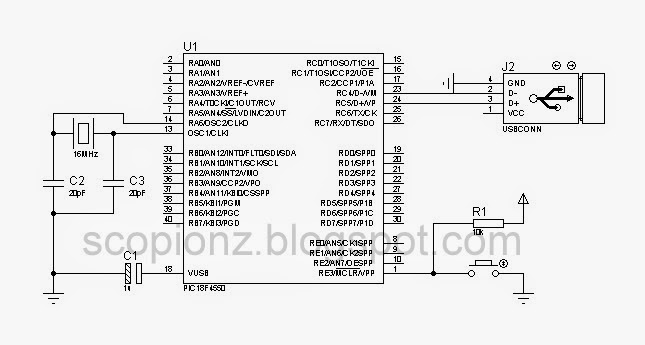 U1
2 RA0/AN0 RC0/T1OSO/T1CKI 15
3 RA1/AN1 RC1/T1OSI/CCP2/UOE 16
4 RA2/AN2/VREF-/CVREF RC2/CCP1/P1A 17
5 RA3/AN3/VREF+ RC4/D-/VM 23
6 RA4/T0CKI/C1OUT/RCV RC5/D+/VP 24
7 RA5/AN4/SS/LVDIN/C2OUT RC6/TX/CK 25
14 RA6/OSC2/CLKO RC7/RX/DT/SDO 26
13 OSC1/CLKI
33 RB0/AN12/INT0/FLT0/SDI/SDA RD0/SPP0 19
34 RB1/AN10/INT1/SCK/SCL RD1/SPP1 20
35 RB2/AN8/INT2/VMO RD2/SPP2 21
36 RB3/AN9/CCP2/VPO RD3/SPP3 22
37 RB4/AN11/KBI0/CSSPP RD4/SPP4 27
38 RB5/KBI1/PGM RD5/SPP5/P1B 28
39 RB6/KBI2/PGC RD6/SPP6/P1C 29
40 RB7/KBI3/PGD RD7/SPP7/P1D 30
RE0/AN5/CK1SPP 8
RE1/AN6/CK2SPP 9
RE2/AN7/OESPP 10
18 VUSB RE3/MCLR/VPP 1
PIC18F4550
J2
4 GND
2 D-
3 D+
1 VCC
USBCONN
16MHz
C2
20pF
C3
20pF
C1
1u
R1
10k
scopionz.blogspot.com